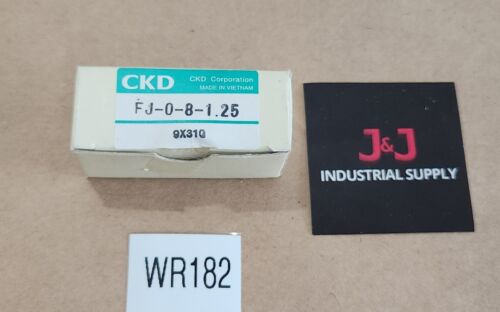 CKD
CKD Corporation
MADE IN VIETNAM
FJ-0-8-1.25
9X310
J&J
INDUSTRIAL SUPPLY
WR182